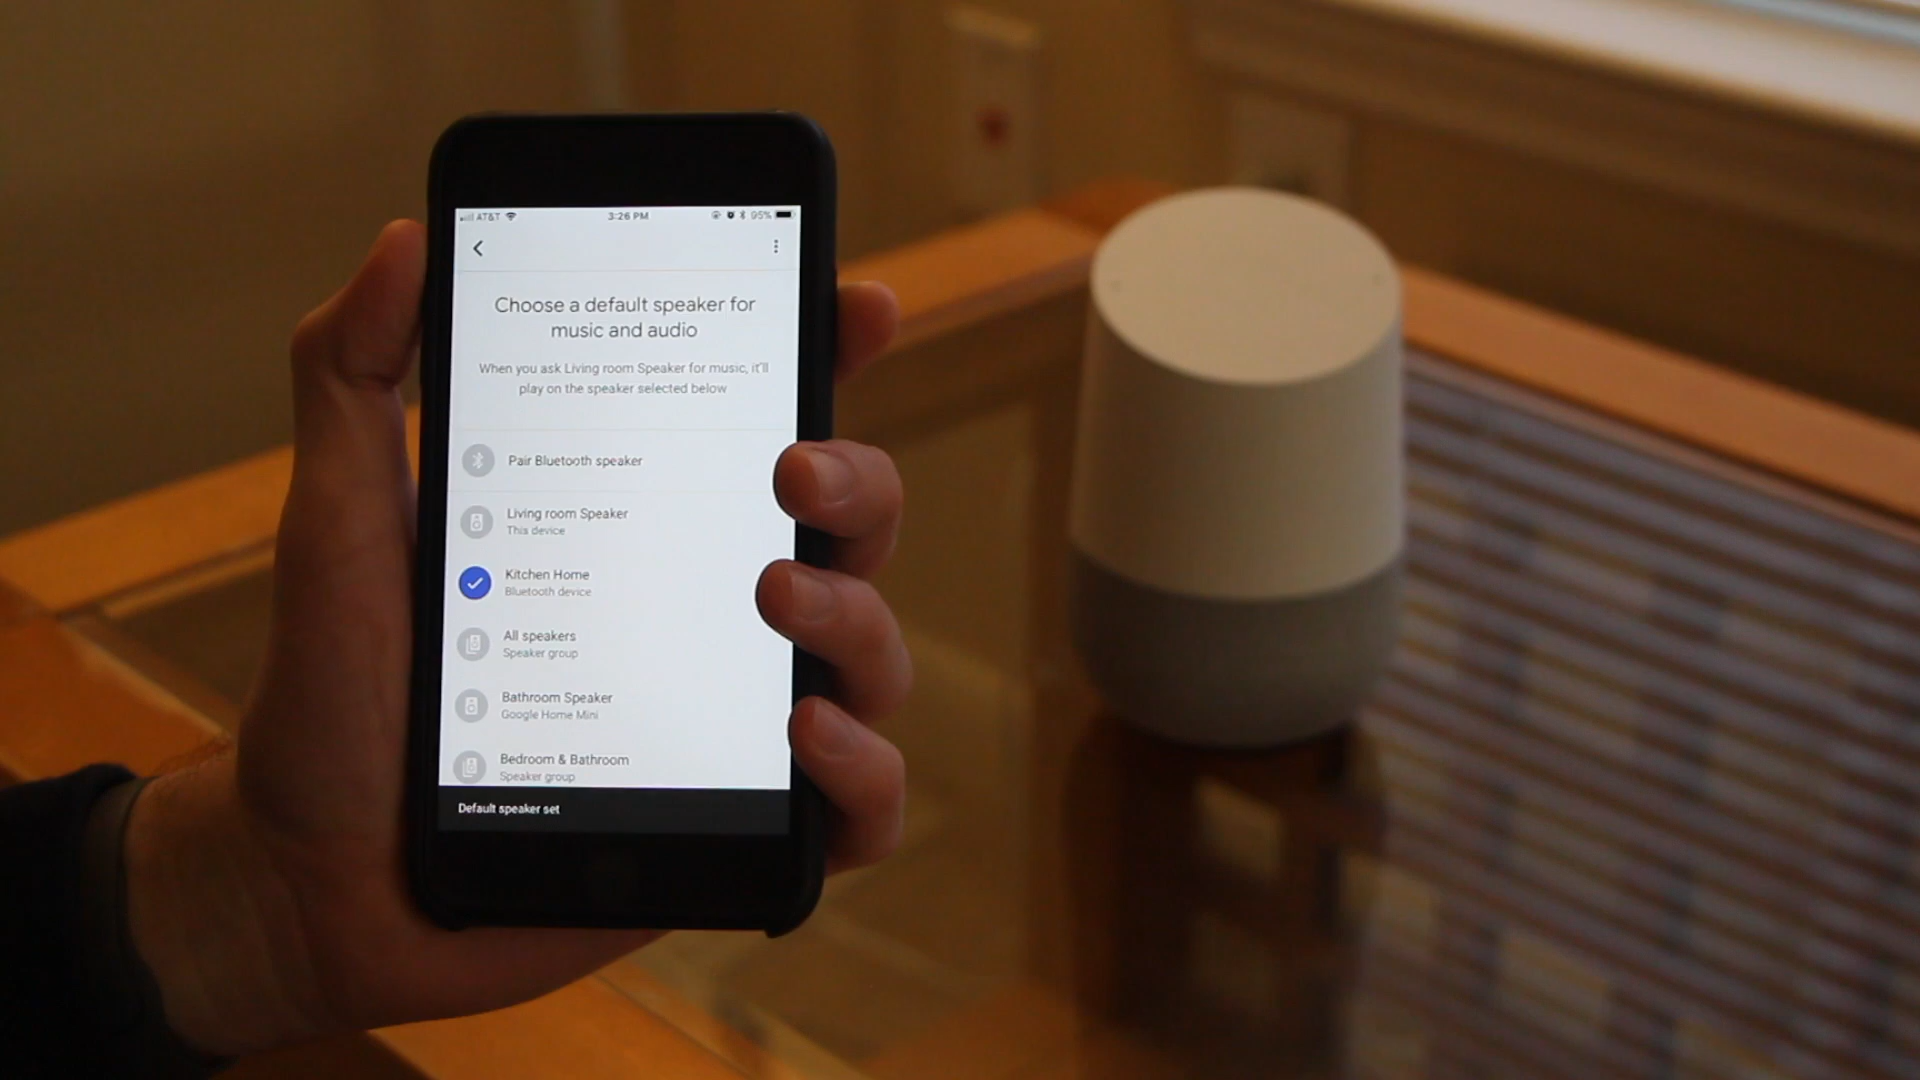 AT&T 3:26 PM 95%
Choose a default speaker for
music and audio
When you ask Living room Speaker for music, it'll
play on the speaker selected below
Pair Bluetooth speaker
Living room Speaker
This device
Kitchen Home
Bluetooth device
All speakers
Speaker group
Bathroom Speaker
Google Home Mini
Bedroom & Bathroom
Speaker group
Default speaker set